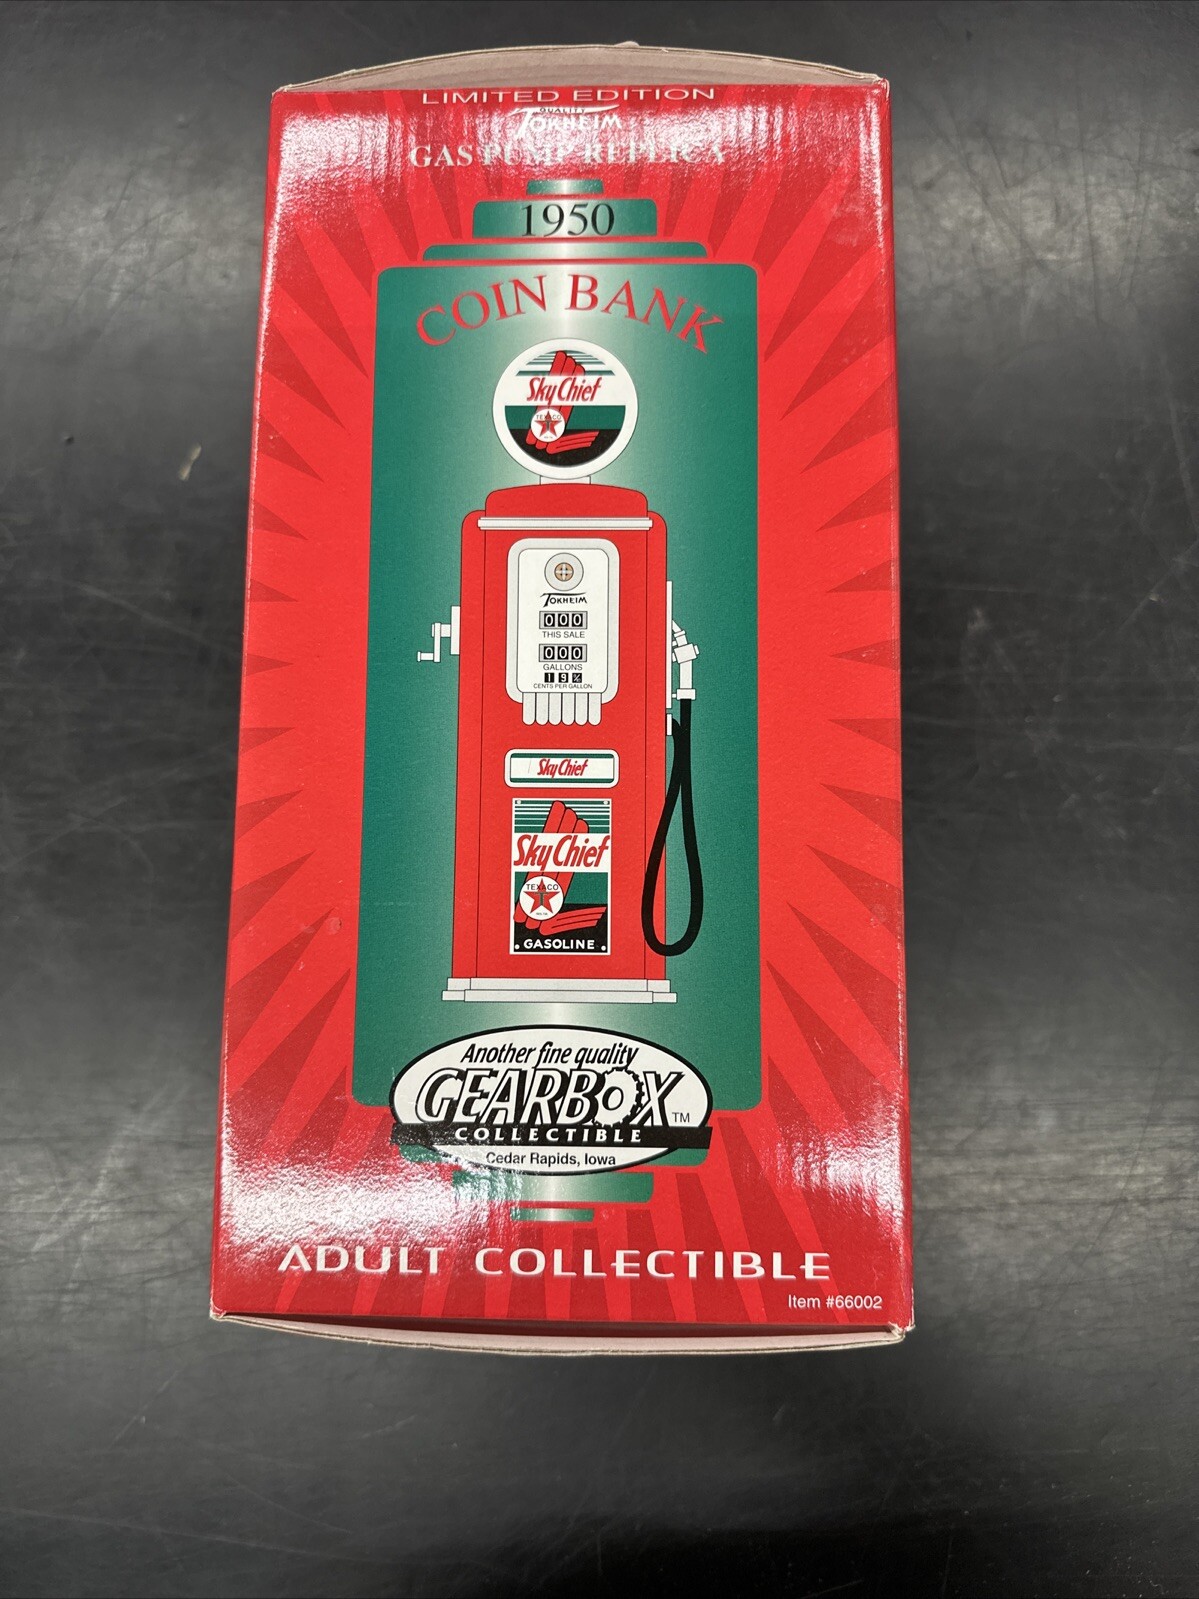 LIMITED EDITION
QUALITY
TOKHEIM
GAS PUMP REPLICA
1950
COIN BANK
Sky Chief
TEXACO
T
TOKHEIM
000
THIS SALE
000
GALLONS
19
CENTS PER GALLON
Sky Chief
Sky Chief
TEXACO
T
GASOLINE
Another fine quality
GEARBOX TM
COLLECTIBLE
Cedar Rapids, Iowa
ADULT COLLECTIBLE
Item #66002